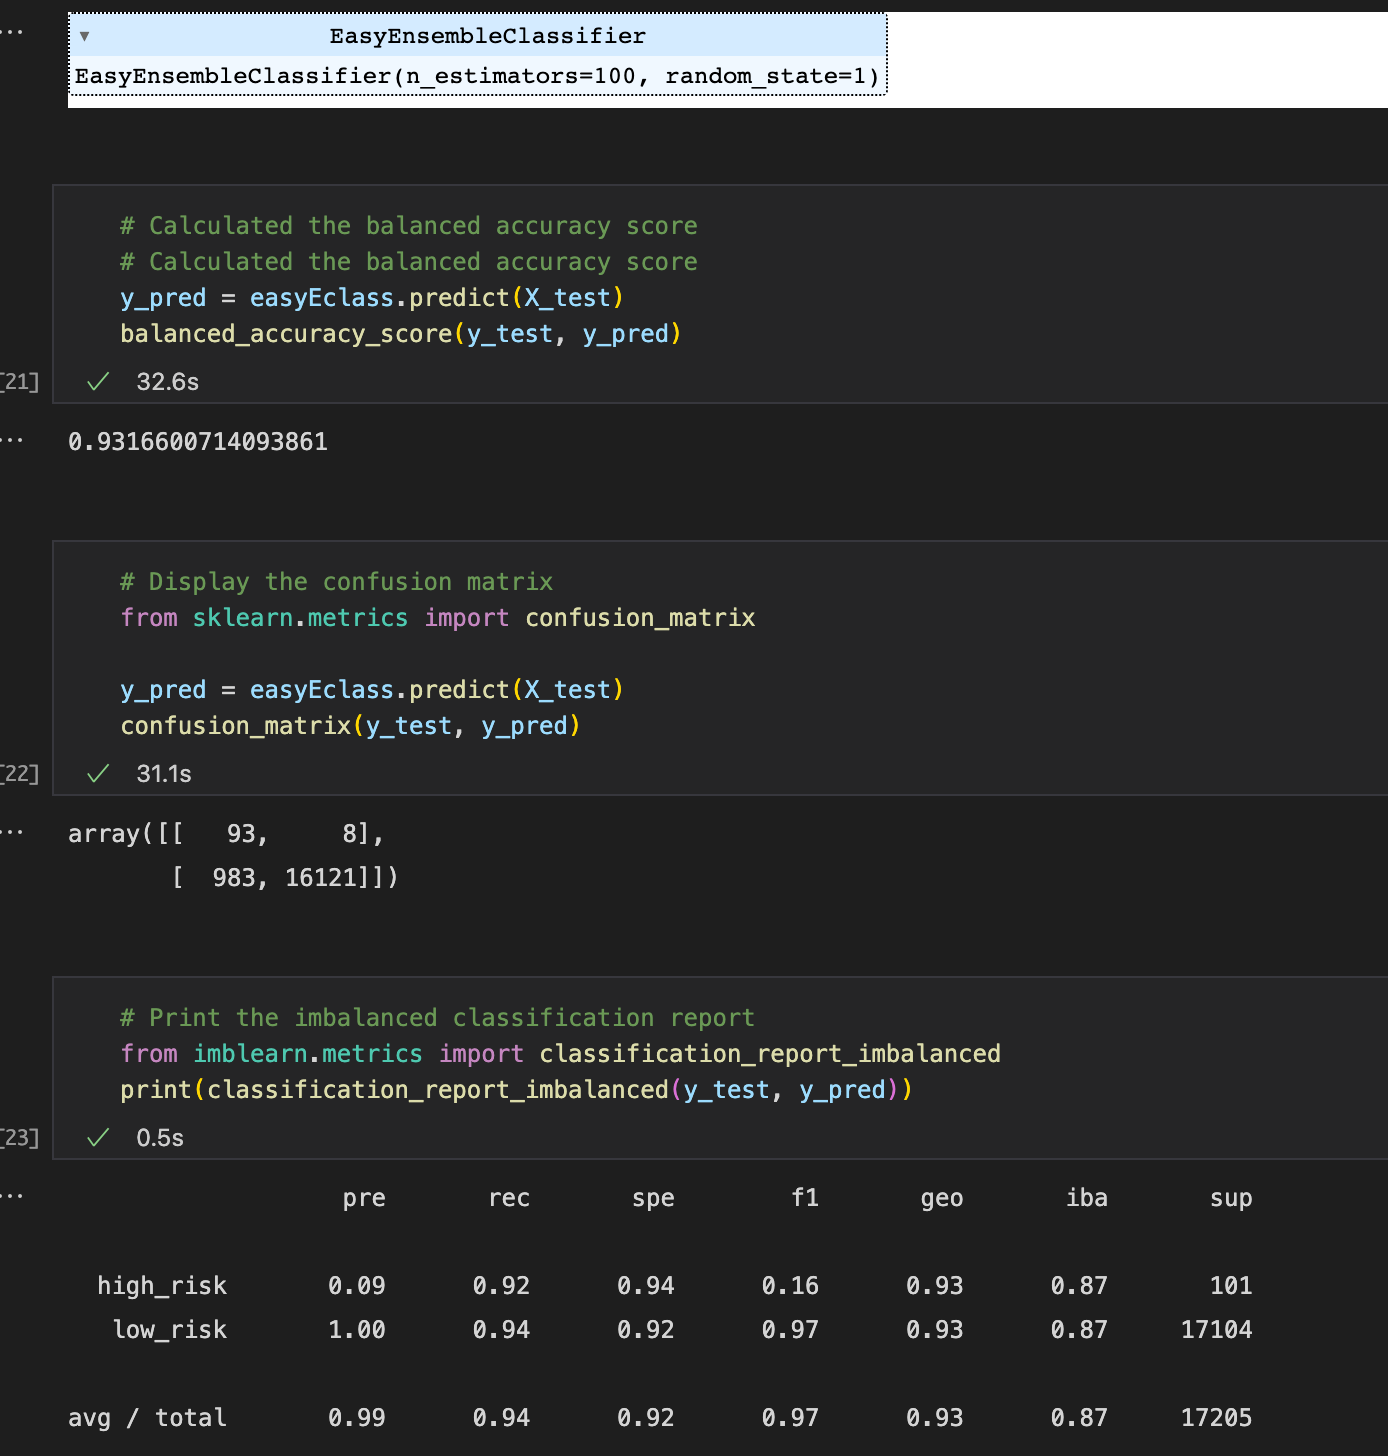 EasyEnsembleClassifier
EasyEnsembleClassifier(n_estimators=100, random_state=1)
# Calculated the balanced accuracy score
# Calculated the balanced accuracy score
y_pred = easyEclass.predict(X_test)
balanced_accuracy_score(y_test, y_pred)
[21] ✓ 32.6s
... 0.9316600714093861
# Display the confusion matrix
from sklearn.metrics import confusion_matrix
y_pred = easyEclass.predict(X_test)
confusion_matrix(y_test, y_pred)
[22] ✓ 31.1s
... array([[   93,     8],
       [  983, 16121]])
# Print the imbalanced classification report
from imblearn.metrics import classification_report_imbalanced
print(classification_report_imbalanced(y_test, y_pred))
[23] ✓ 0.5s
... pre rec spe f1 geo iba sup
high_risk 0.09 0.92 0.94 0.16 0.93 0.87 101
low_risk 1.00 0.94 0.92 0.97 0.93 0.87 17104
avg / total 0.99 0.94 0.92 0.97 0.93 0.87 17205